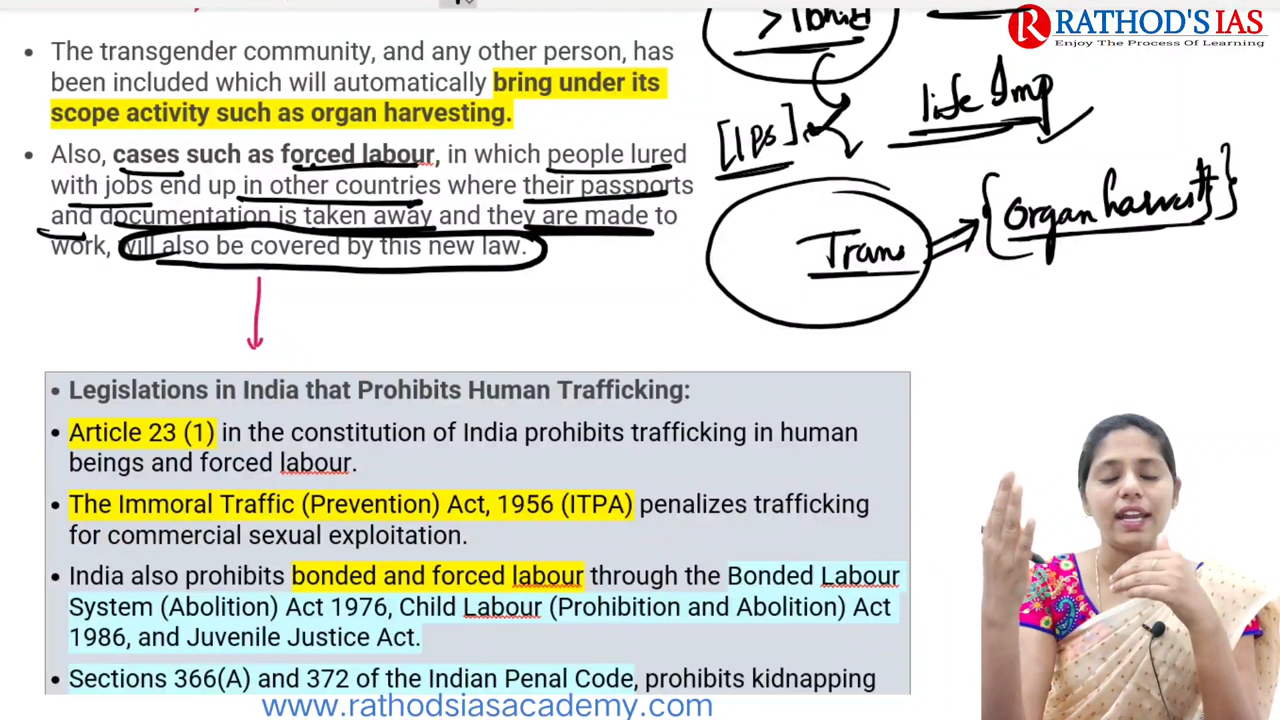 RATHOD'S IAS
Enjoy The Process Of Learning
• The transgender community, and any other person, has
been included which will automatically bring under its
scope activity such as organ harvesting.
• Also, cases such as forced labour, in which people lured
with jobs end up in other countries where their passports
and documentation is taken away and they are made to
work, will also be covered by this new law.
life Imp
[IPS]
Trans
organ harvest
• Legislations in India that Prohibits Human Trafficking:
• Article 23 (1) in the constitution of India prohibits trafficking in human
beings and forced labour.
• The Immoral Traffic (Prevention) Act, 1956 (ITPA) penalizes trafficking
for commercial sexual exploitation.
• India also prohibits bonded and forced labour through the Bonded Labour
System (Abolition) Act 1976, Child Labour (Prohibition and Abolition) Act
1986, and Juvenile Justice Act.
• Sections 366(A) and 372 of the Indian Penal Code, prohibits kidnapping
www.rathodsiasacademy.com